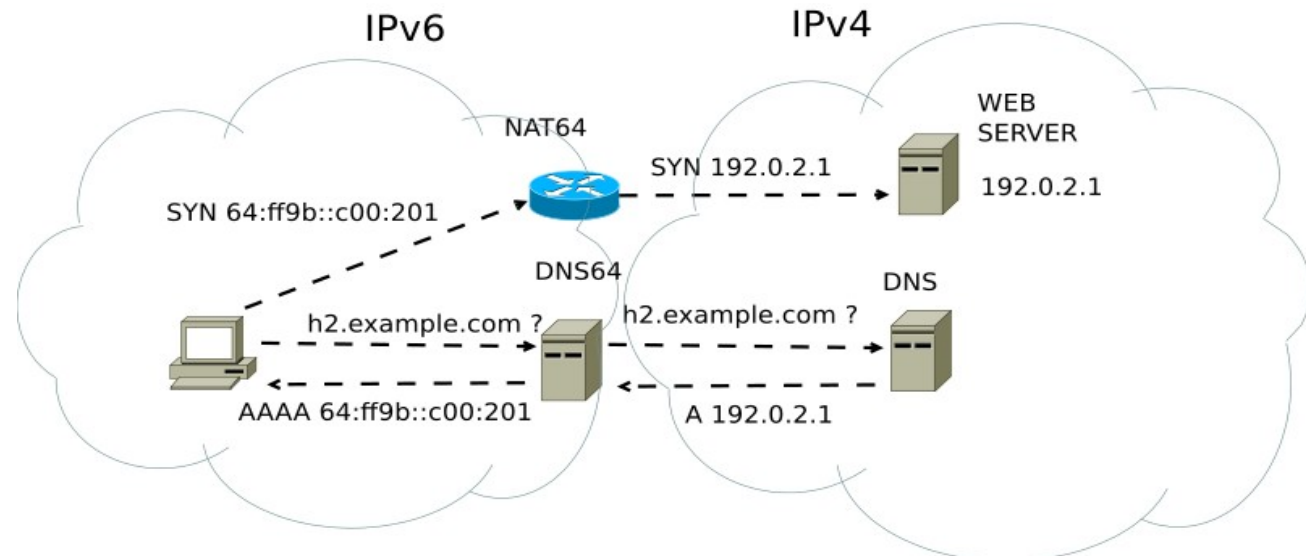 IPv6
IPv4
NAT64
WEB
SERVER
SYN 192.0.2.1
192.0.2.1
SYN 64:ff9b::c00:201
DNS64
DNS
h2.example.com ?
h2.example.com ?
AAAA 64:ff9b::c00:201
A 192.0.2.1